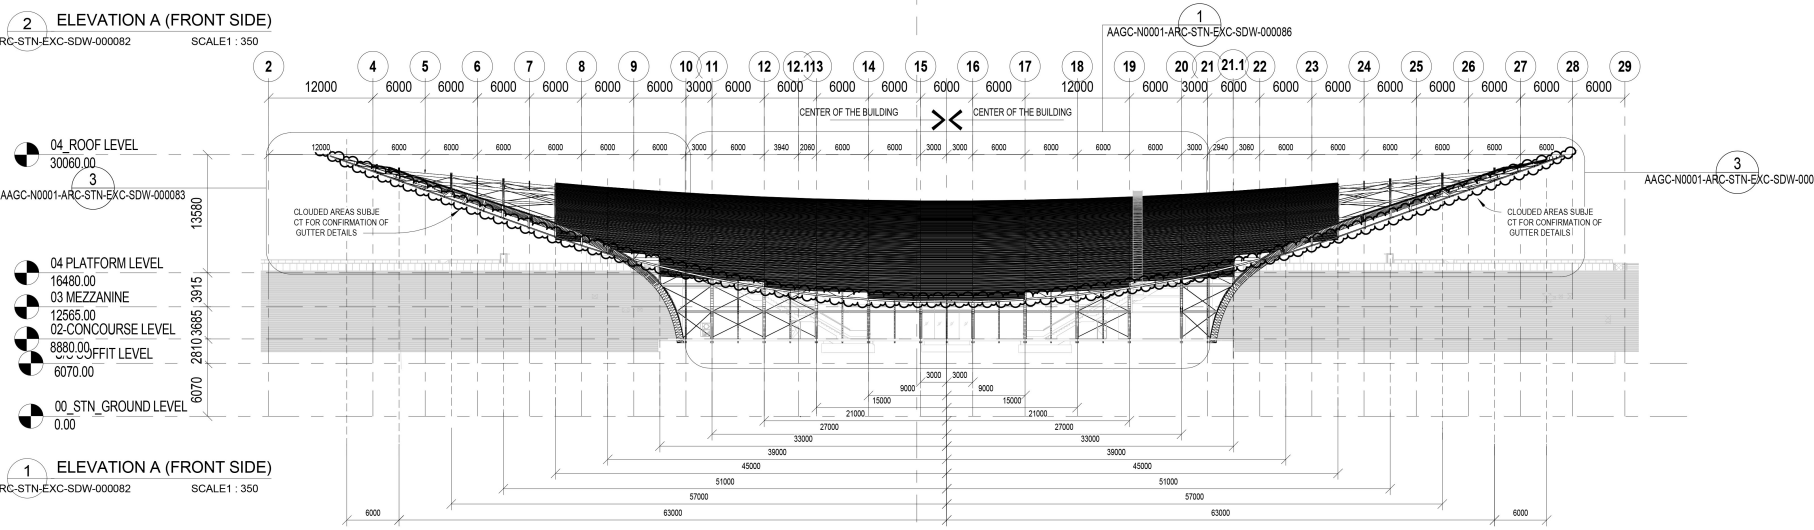 2
ELEVATION A (FRONT SIDE)
RC-STN-EXC-SDW-000082 SCALE1 : 350
1
AAGC-N0001-ARC-STN-EXC-SDW-000086
2 4 5 6 7 8 9 10 11 12 12.1 13 14 15 16 17 18 19 20 21 21.1 22 23 24 25 26 27 28 29
12000 6000 6000 6000 6000 6000 6000 3000 6000 6000 6000 6000 6000 6000 6000 12000 6000 3000 6000 6000 6000 6000 6000 6000 6000 6000
CENTER OF THE BUILDING CENTER OF THE BUILDING
04_ROOF LEVEL
30060.00
12000 6000 6000 6000 6000 6000 6000 3000 6000 3940 2060 6000 6000 3000 3000 6000 6000 6000 6000 3000 2940 3060 6000 6000 6000 6000 6000 6000
3
AAGC-N0001-ARC-STN-EXC-SDW-000083
3
AAGC-N0001-ARC-STN-EXC-SDW-000
13580
CLOUDED AREAS SUBJE
CT FOR CONFIRMATION OF
GUTTER DETAILS
CLOUDED AREAS SUBJE
CT FOR CONFIRMATION OF
GUTTER DETAILS
04 PLATFORM LEVEL
16480.00
3915
03 MEZZANINE
12565.00
3685
02-CONCOURSE LEVEL
8880.00
2810
SOFFIT LEVEL
6070.00
6070
00_STN_GROUND LEVEL
0.00
3000 3000
9000 9000
15000 15000
21000 21000
27000 27000
33000 33000
39000 39000
45000 45000
51000 51000
57000 57000
6000 63000 63000 6000
1
ELEVATION A (FRONT SIDE)
RC-STN-EXC-SDW-000082 SCALE1 : 350